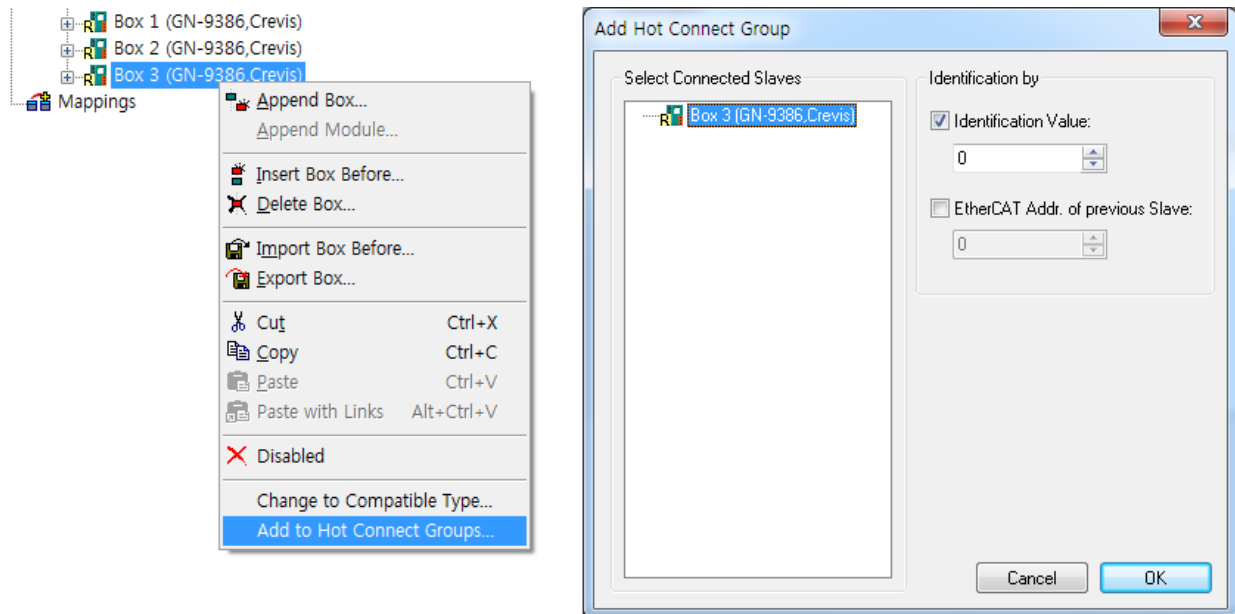 Box 1 (GN-9386,Crevis)
Box 2 (GN-9386,Crevis)
Box 3 (GN-9386,Crevis)
Mappings
Append Box...
Append Module...
Insert Box Before...
Delete Box...
Import Box Before...
Export Box...
Cut Ctrl+X
Copy Ctrl+C
Paste Ctrl+V
Paste with Links Alt+Ctrl+V
Disabled
Change to Compatible Type...
Add to Hot Connect Groups...
Add Hot Connect Group
Select Connected Slaves
Box 3 (GN-9386,Crevis)
Identification by
Identification Value:
0
EtherCAT Addr. of previous Slave:
0
Cancel OK